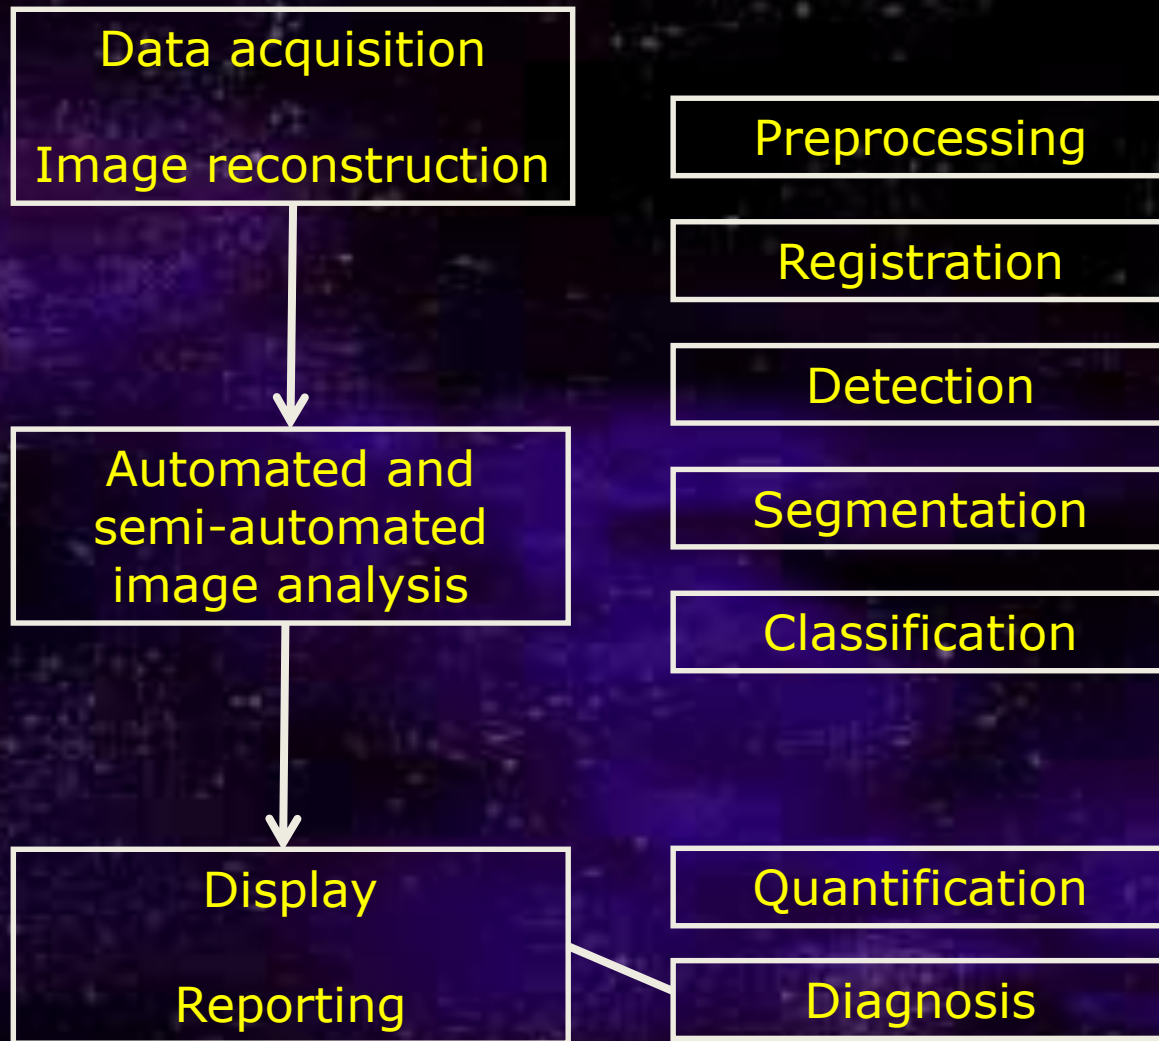 Data acquisition
Image reconstruction
Automated and
semi-automated
image analysis
Display
Reporting
Preprocessing
Registration
Detection
Segmentation
Classification
Quantification
Diagnosis